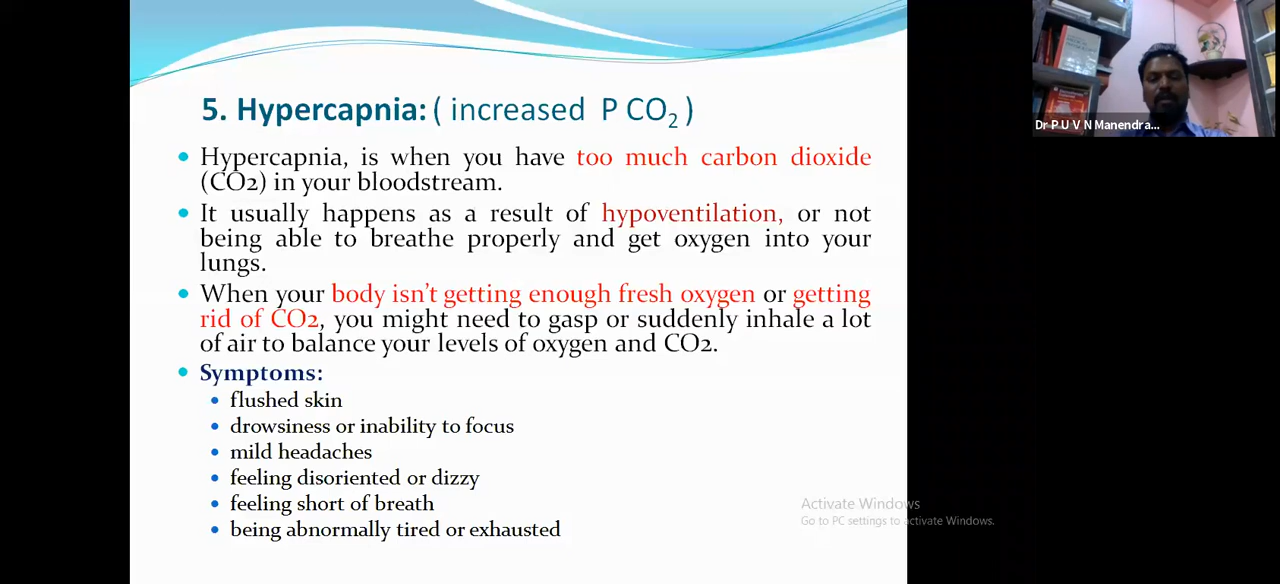 5. Hypercapnia: ( increased P CO2 )
• Hypercapnia, is when you have too much carbon dioxide
(CO2) in your bloodstream.
• It usually happens as a result of hypoventilation, or not
being able to breathe properly and get oxygen into your
lungs.
• When your body isn't getting enough fresh oxygen or getting
rid of CO2, you might need to gasp or suddenly inhale a lot
of air to balance your levels of oxygen and CO2.
• Symptoms:
• flushed skin
• drowsiness or inability to focus
• mild headaches
• feeling disoriented or dizzy
• feeling short of breath
• being abnormally tired or exhausted
Dr P U V N Manendra...
Activate Windows
Go to PC settings to activate Windows.